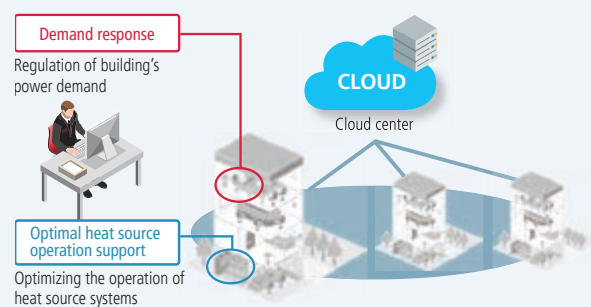 Demand response
Regulation of building's
power demand
CLOUD
Cloud center
Optimal heat source
operation support
Optimizing the operation of
heat source systems